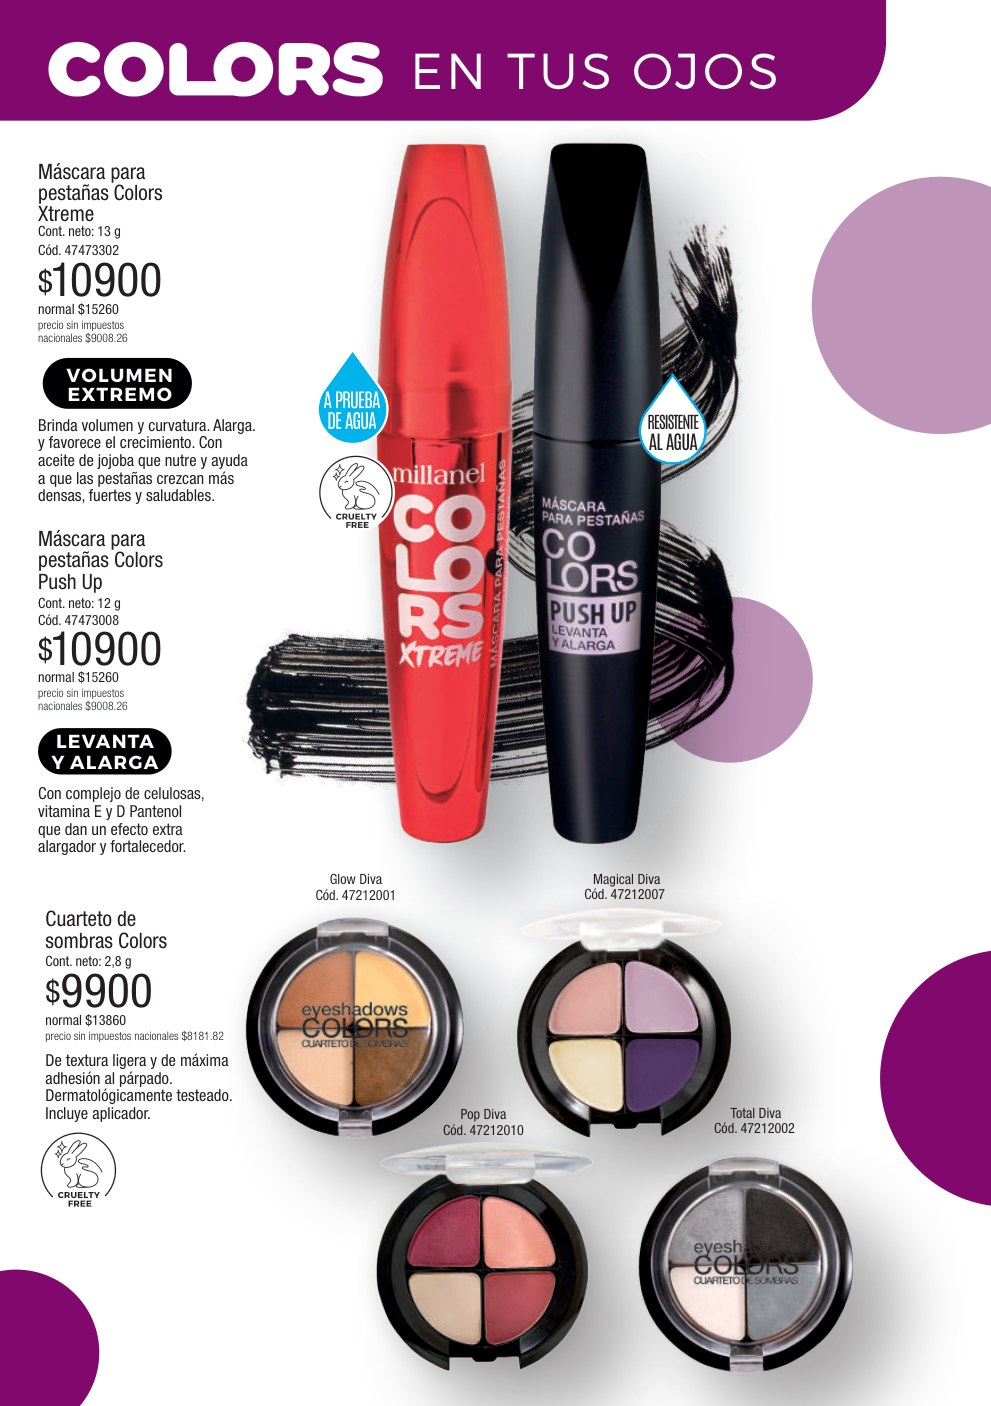 COLORS EN TUS OJOS
Máscara para
pestañas Colors
Xtreme
Cont. neto: 13 g
Cód. 47473302
$10900
normal $15260
precio sin impuestos
nacionales $9008.26
VOLUMEN
EXTREMO
Brinda volumen y curvatura. Alarga.
y favorece el crecimiento. Con
aceite de jojoba que nutre y ayuda
a que las pestañas crezcan más
densas, fuertes y saludables.
A PRUEBA
DE AGUA
CRUELTY
FREE
millanel
CO
LO
RS
XTREME
MÁSCARA PARA PESTAÑAS
RESISTENTE
AL AGUA
MÁSCARA
PARA PESTAÑAS
CO
LORS
PUSH UP
LEVANTA
Y ALARGA
Máscara para
pestañas Colors
Push Up
Cont. neto: 12 g
Cód. 47473008
$10900
normal $15260
precio sin impuestos
nacionales $9008.26
LEVANTA
Y ALARGA
Con complejo de celulosas,
vitamina E y D Pantenol
que dan un efecto extra
alargador y fortalecedor.
Cuarteto de
sombras Colors
Cont. neto: 2,8 g
$9900
normal $13860
precio sin impuestos nacionales $8181.82
De textura ligera y de máxima
adhesión al párpado.
Dermatológicamente testeado.
Incluye aplicador.
CRUELTY
FREE
Glow Diva
Cód. 47212001
eyeshadows
COLORS
CUARTETO DE SOMBRAS
Magical Diva
Cód. 47212007
Pop Diva
Cód. 47212010
Total Diva
Cód. 47212002
eyesh
COLORS
CUARTETO DE SOMBRAS